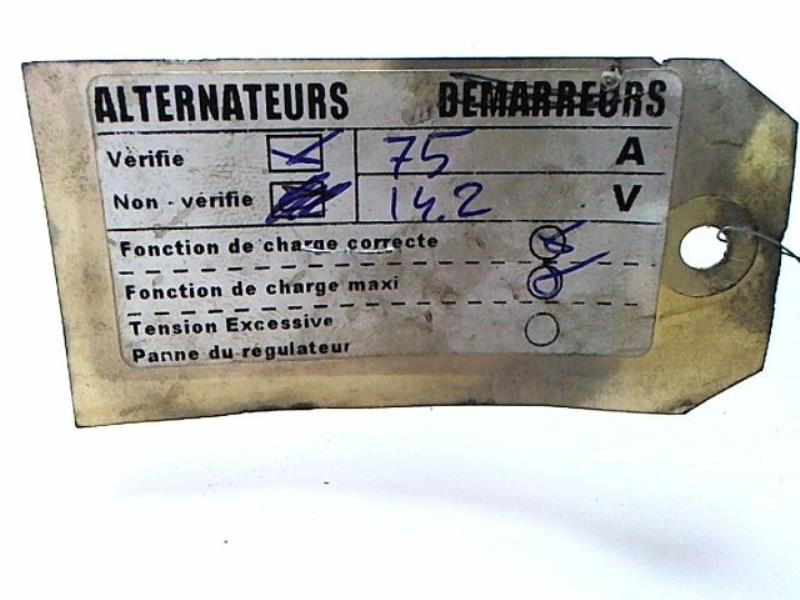 ALTERNATEURS DEMARREURS
Vérifie 75 A
Non - vérifie 14.2 V
Fonction de charge correcte
Fonction de charge maxi
Tension Excessive
Panne du régulateur